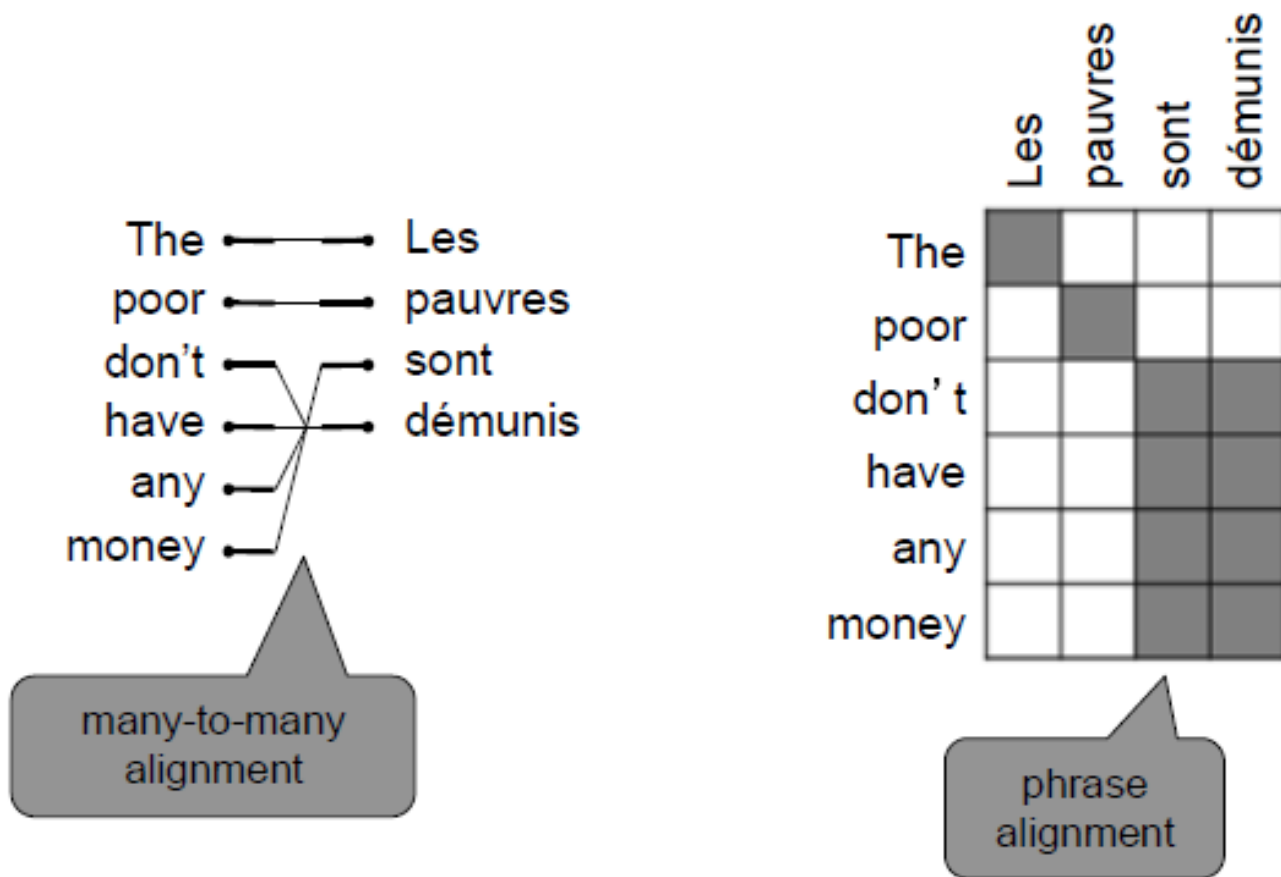 The Les
poor pauvres
don't sont
have démunis
any
money
many-to-many
alignment
Les pauvres sont démunis
The
poor
don' t
have
any
money
phrase
alignment